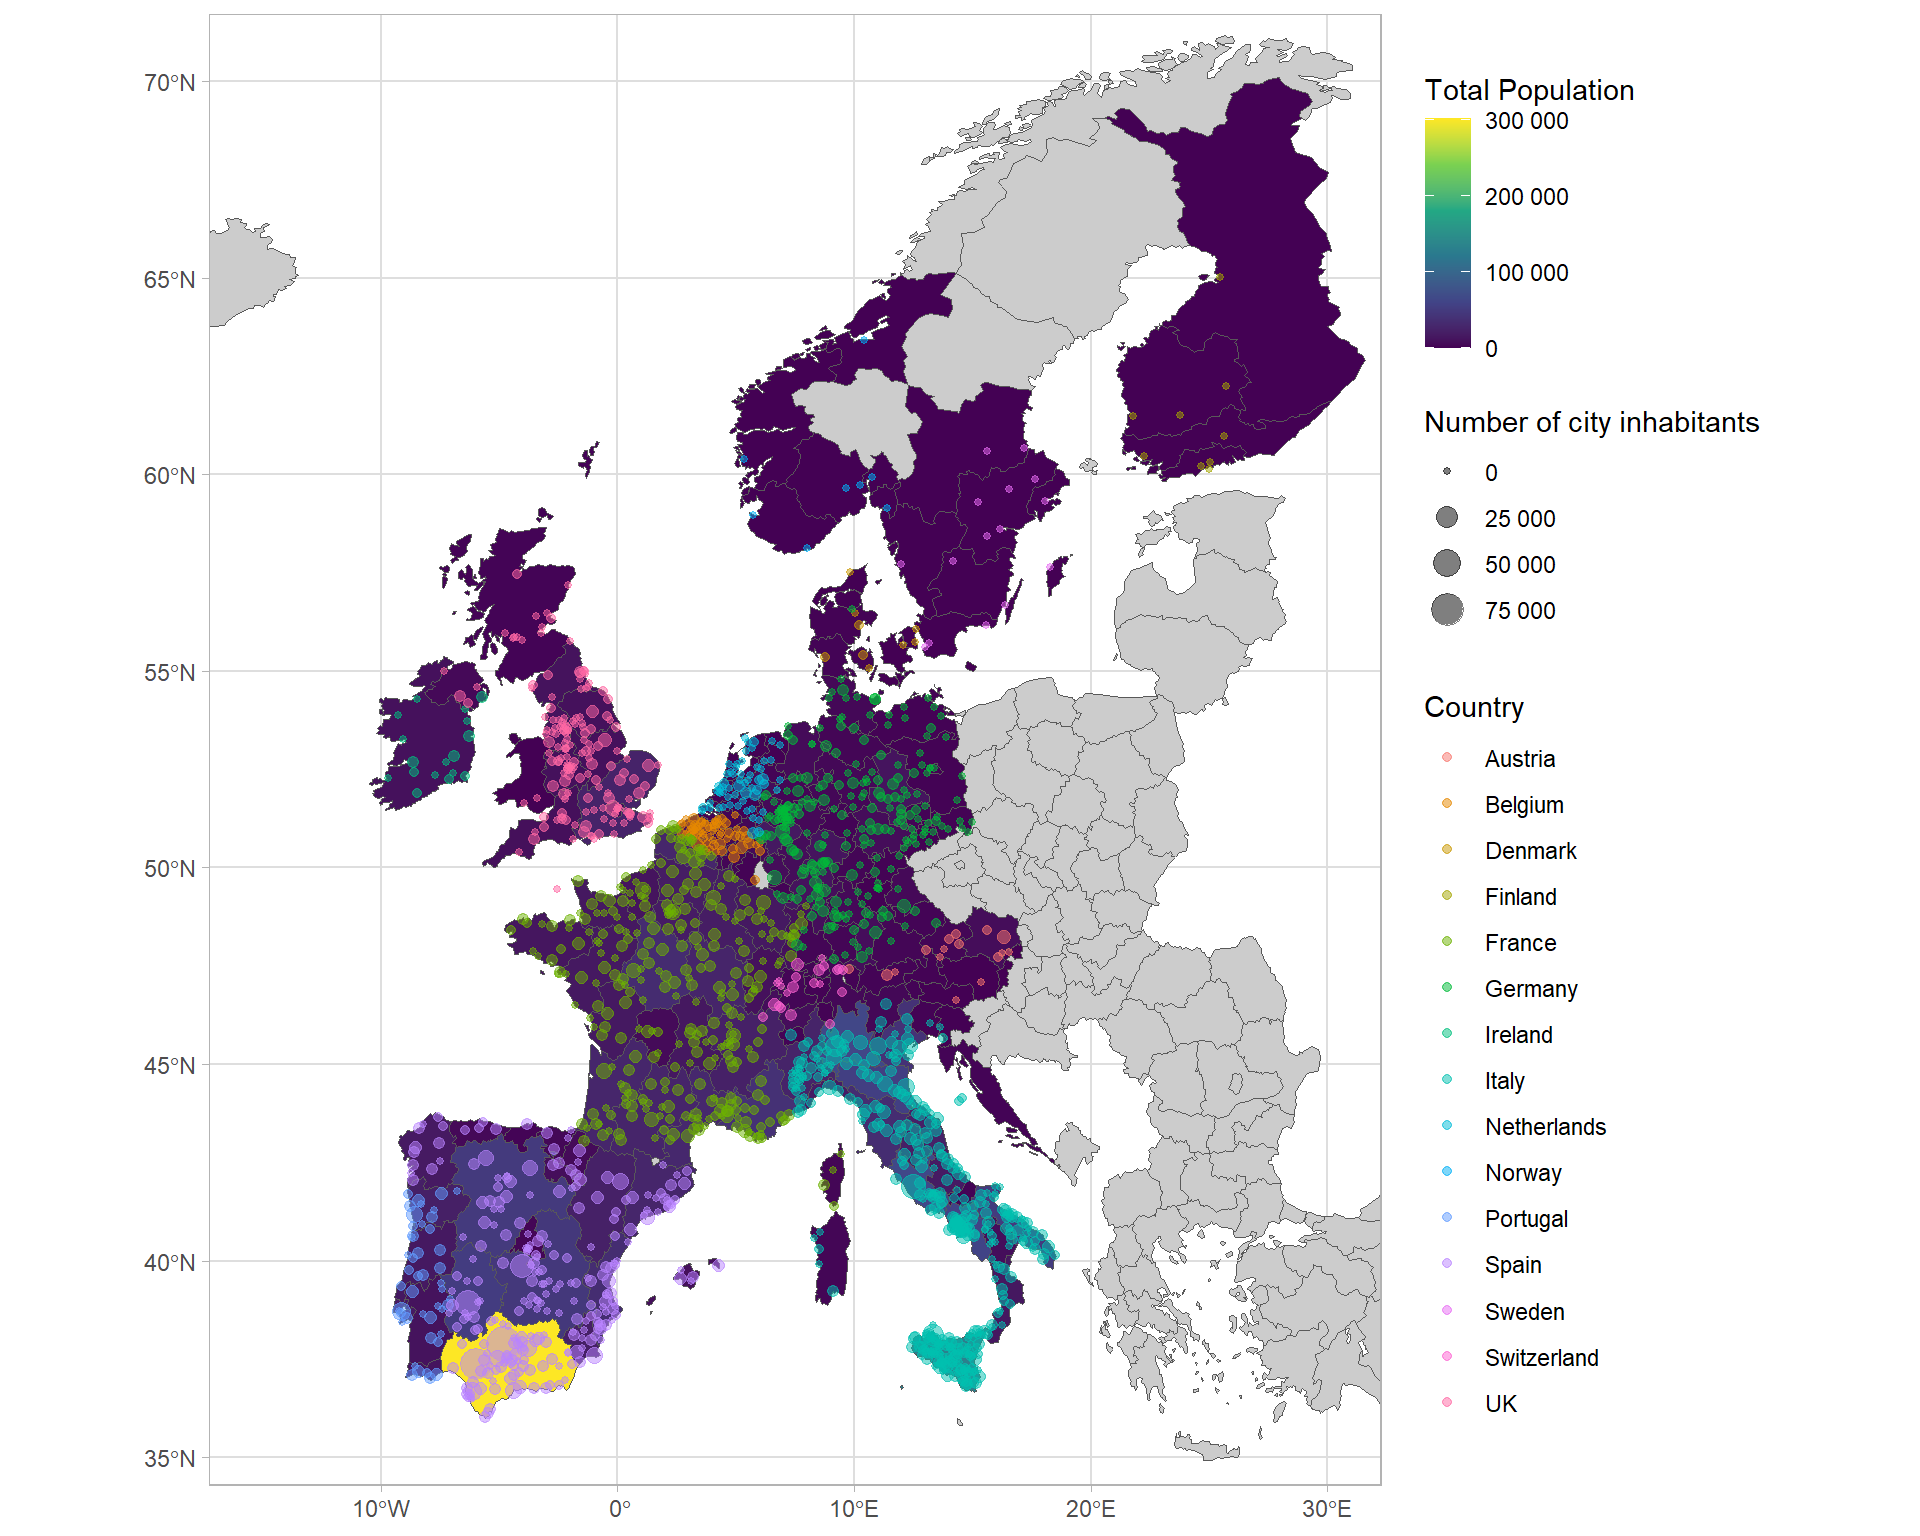 70°N
65°N
60°N
55°N
50°N
45°N
40°N
35°N
10°W
0°
10°E
20°E
30°E
Total Population
300 000
200 000
100 000
0
Number of city inhabitants
0
25 000
50 000
75 000
Country
Austria
Belgium
Denmark
Finland
France
Germany
Ireland
Italy
Netherlands
Norway
Portugal
Spain
Sweden
Switzerland
UK